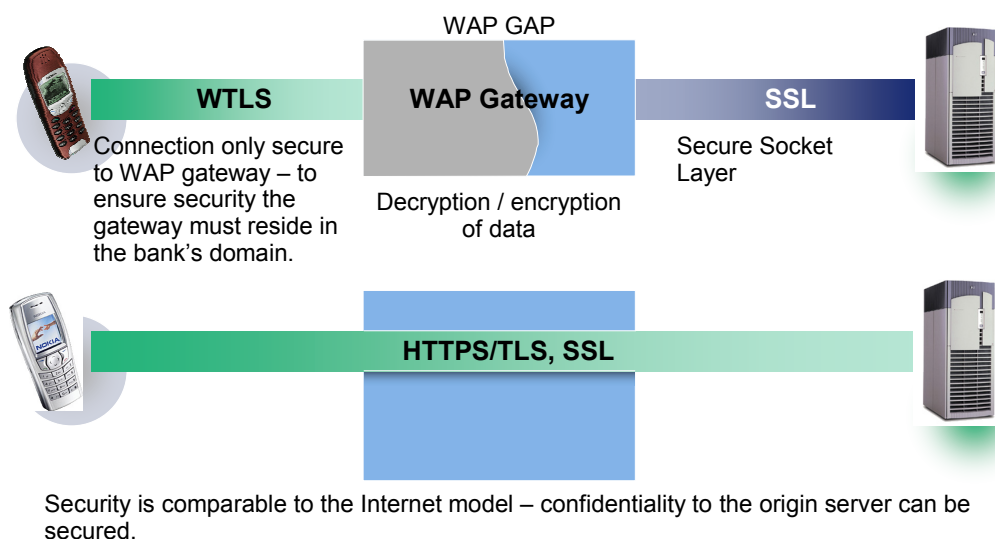 WAP GAP
WTLS
WAP Gateway
SSL
Connection only secure
to WAP gateway – to
ensure security the
gateway must reside in
the bank’s domain.
Decryption / encryption
of data
Secure Socket
Layer
NOKIA
HTTPS/TLS, SSL
Security is comparable to the Internet model – confidentiality to the origin server can be
secured.